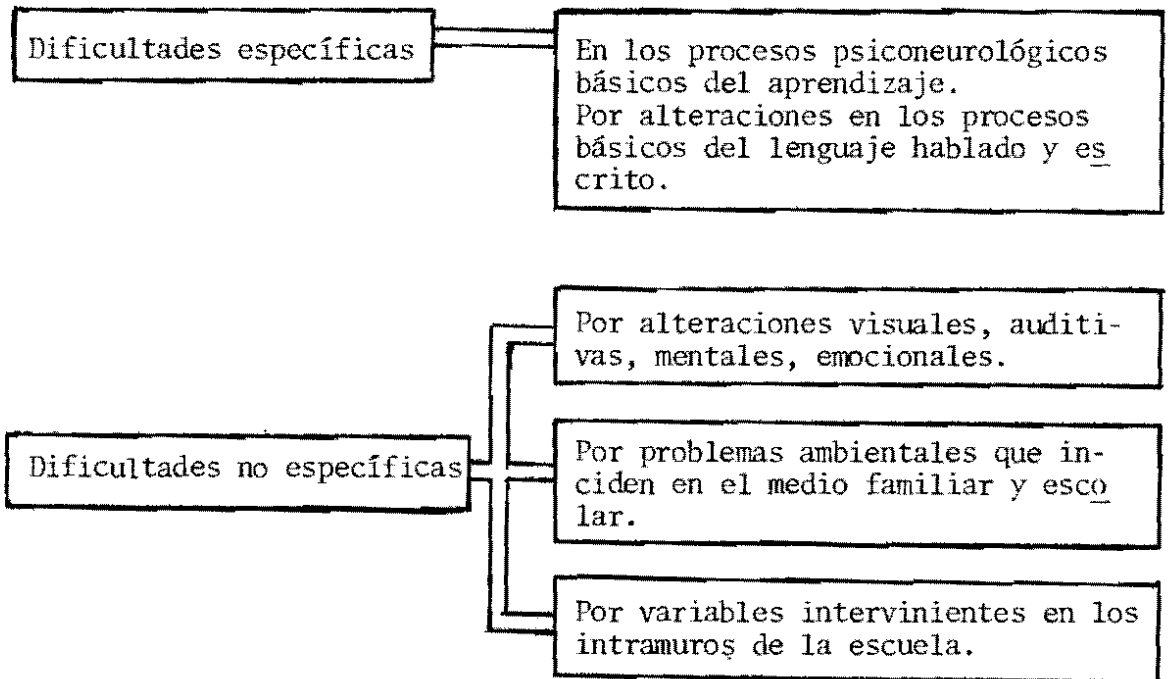 Dificultades específicas
En los procesos psiconeurológicos
básicos del aprendizaje.
Por alteraciones en los procesos
básicos del lenguaje hablado y es
crito.
Por alteraciones visuales, auditi-
vas, mentales, emocionales.
Dificultades no específicas
Por problemas ambientales que in-
ciden en el medio familiar y esco
lar.
Por variables intervinientes en los
intramuros de la escuela.